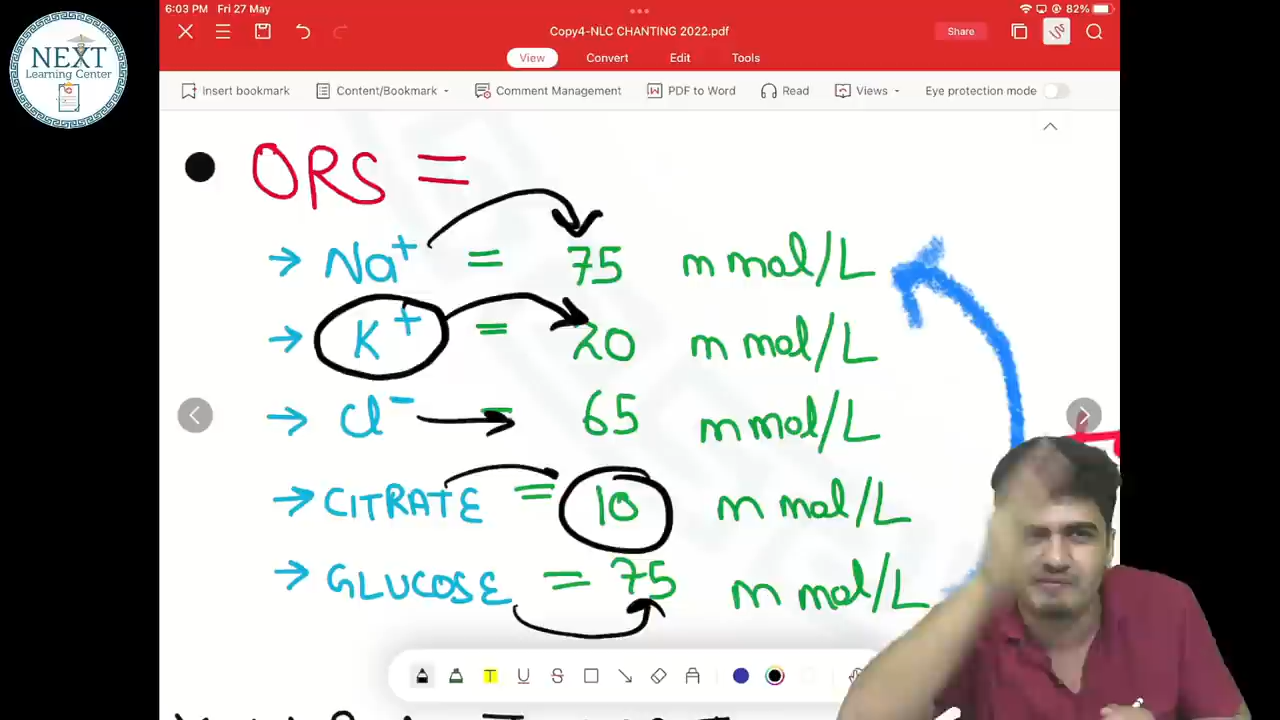 6:03 PM Fri 27 May
82%
NEXT
Learning Center
Copy4-NLC CHANTING 2022.pdf
Share
View Convert Edit Tools
Insert bookmark Content/Bookmark Comment Management PDF to Word Read Views Eye protection mode
ORS =
→ Na+ = 75 m mol/L
→ K+ = 20 m mol/L
→ Cl- = 65 m mol/L
→ CITRATE = 10 m mol/L
→ GLUCOSE = 75 m mol/L